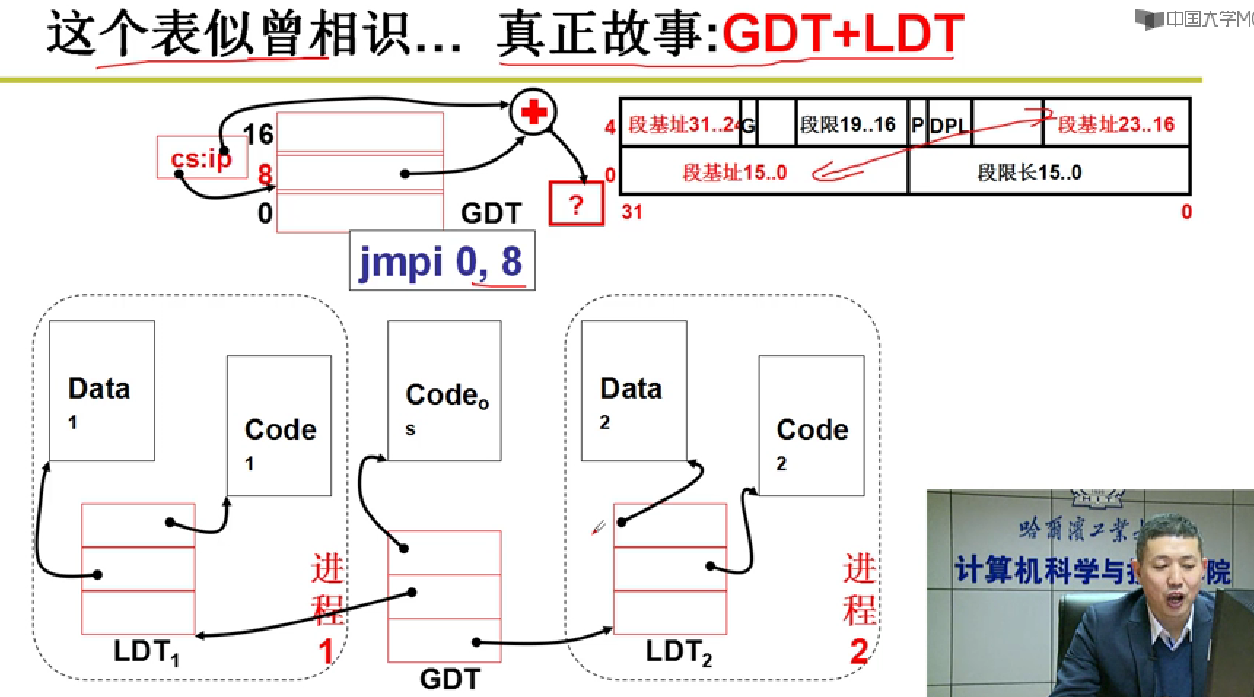 这个表似曾相识... 真正故事:GDT+LDT
中国大学MO
cs:ip
16
8
0
GDT
?
jmpi 0, 8
4
段基址31..24
G
段限19..16
P
DPL
段基址23..16
0
段基址15..0
段限长15..0
31
0
Data
1
Code
1
Codeo
s
Data
2
Code
2
进程
1
LDT1
GDT
进程
2
LDT2
哈尔滨工业
计算机科学与
院